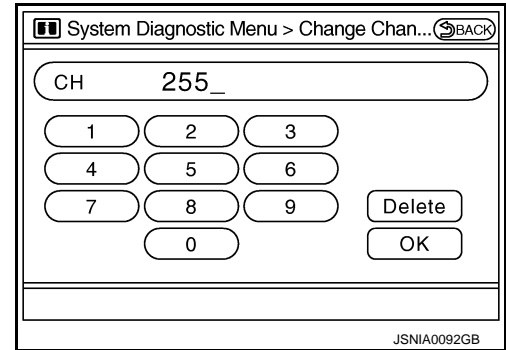 System Diagnostic Menu > Change Chan... BACK
CH 255_
1 2 3
4 5 6
7 8 9 Delete
0 OK
JSNIA0092GB